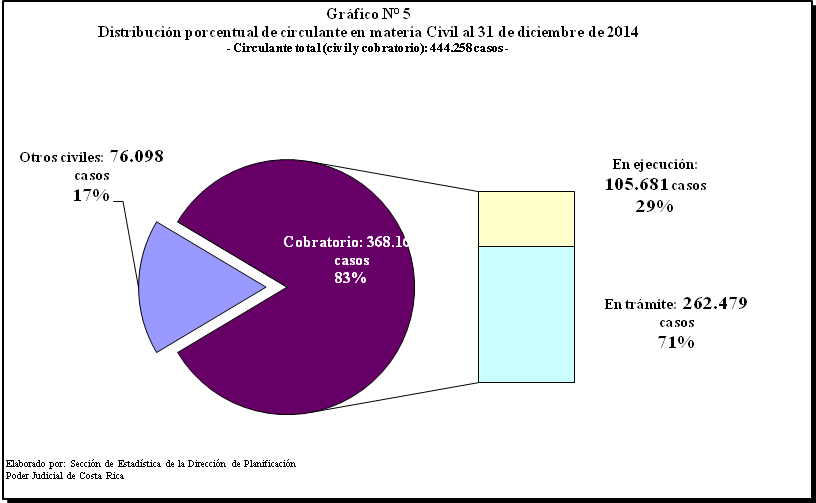 Gráfico N° 5
Distribución porcentual de circulante en materia Civil al 31 de diciembre de 2014
- Circulante total (civil y cobratorio): 444.258 casos -
Otros civiles: 76.098
casos
17%
Cobratorio: 368.16
casos
83%
En ejecución:
105.681 casos
29%
En trámite: 262.479
casos
71%
Elaborado por: Sección de Estadística de la Dirección de Planificación
Poder Judicial de Costa Rica